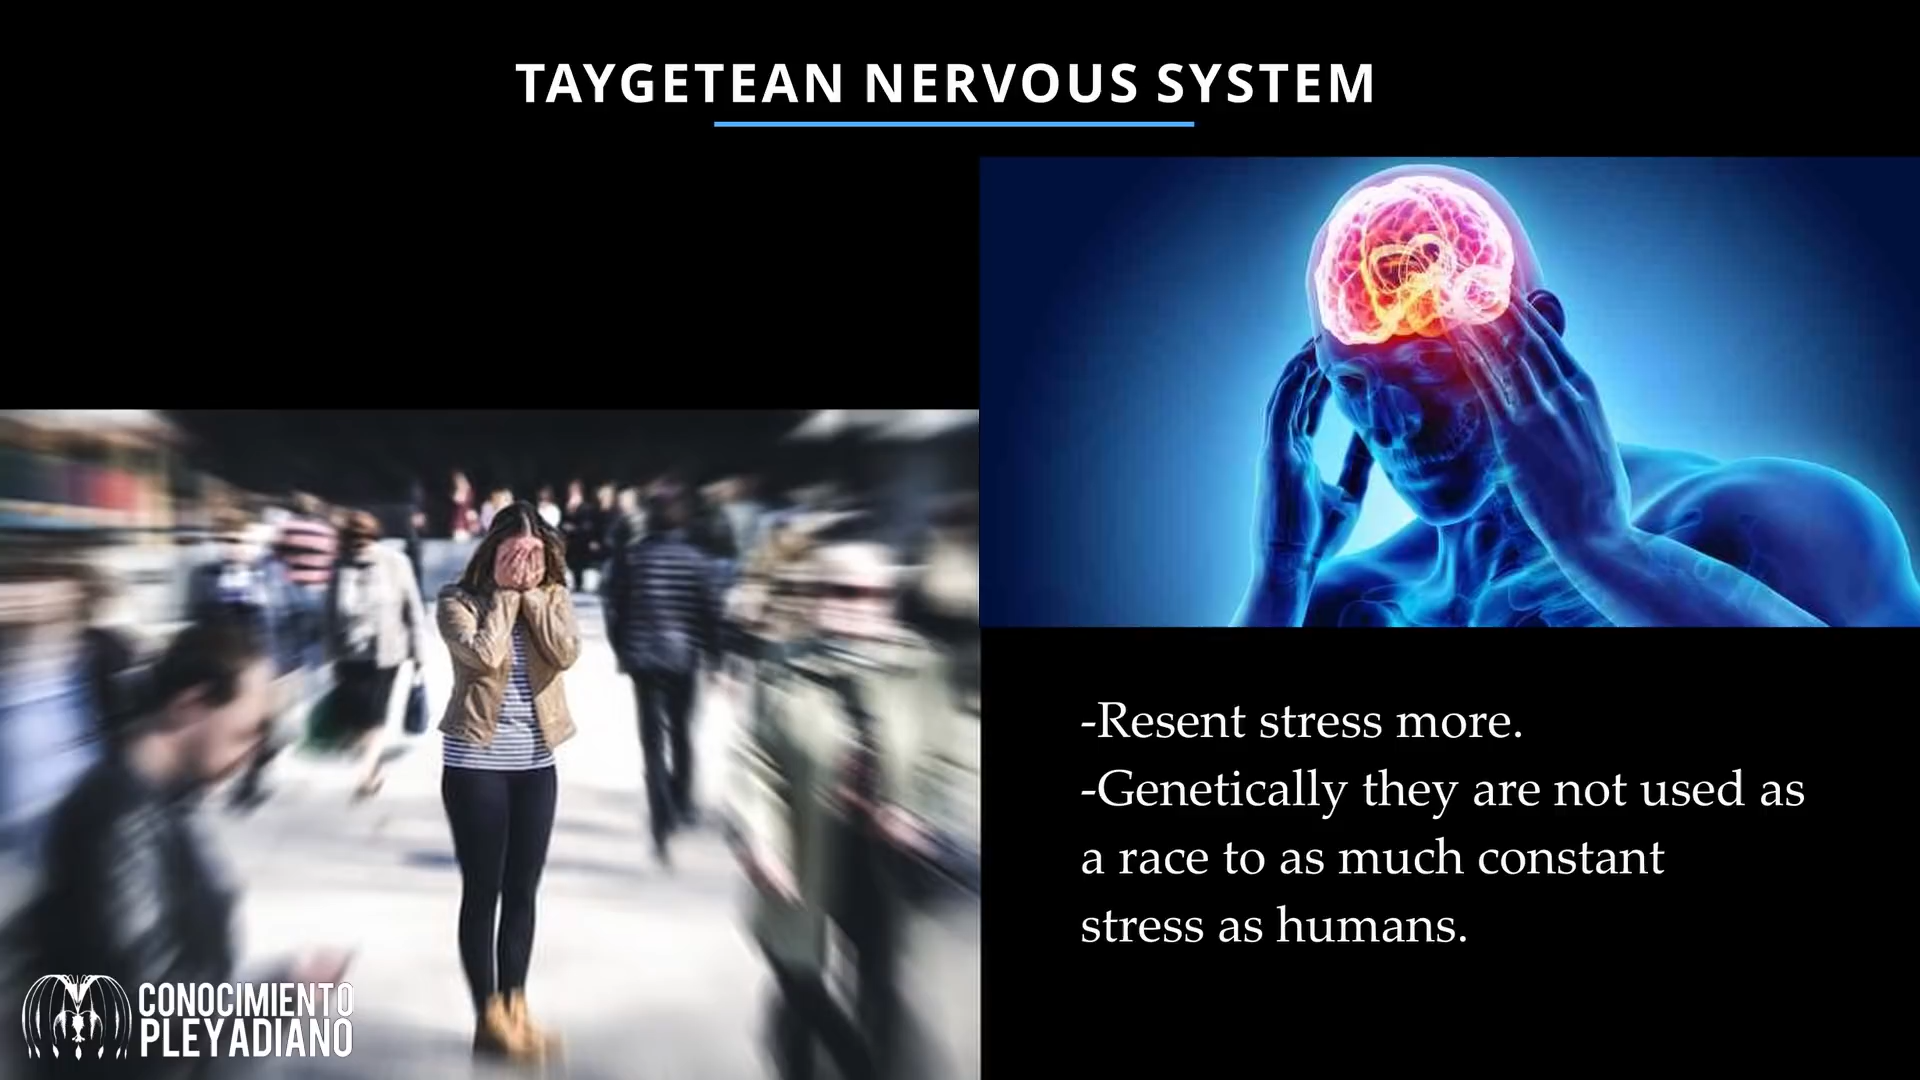 TAYGETEAN NERVOUS SYSTEM
-Resent stress more.
-Genetically they are not used as
a race to as much constant
stress as humans.
CONOCIMIENTO
PLEYADIANO